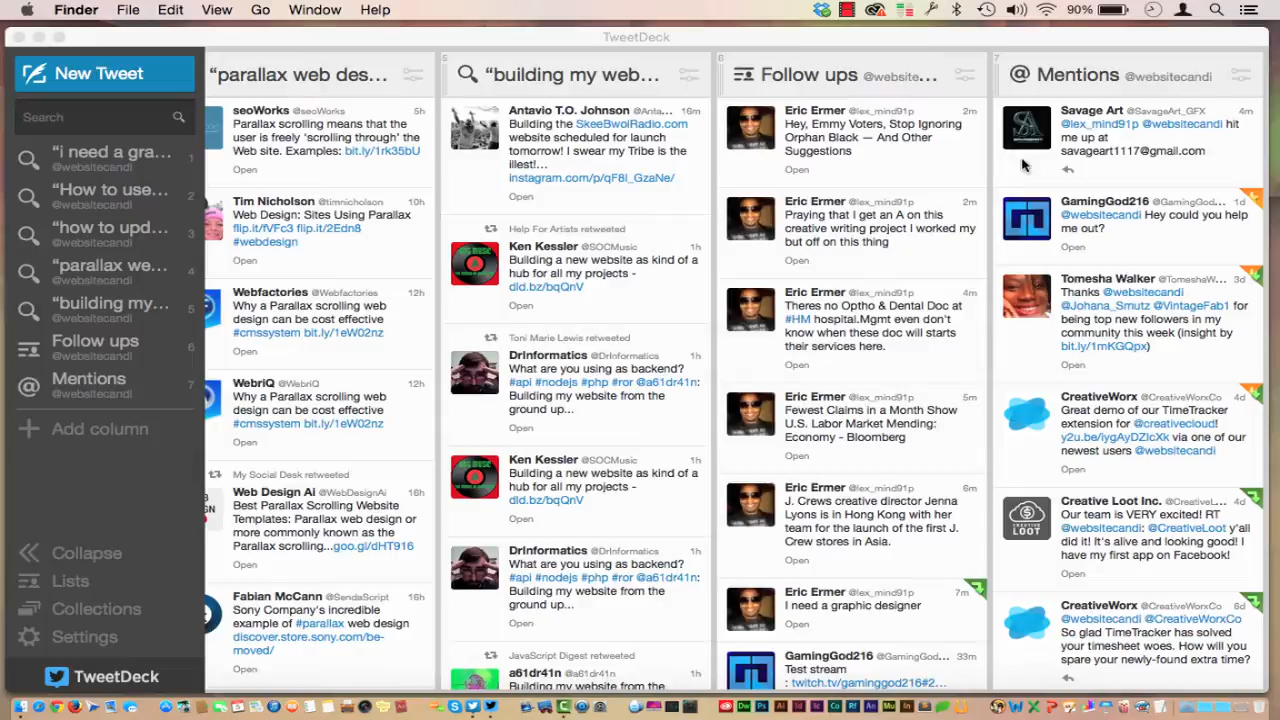 Finder File Edit View Go Window Help
90%
TweetDeck
New Tweet
Search
"i need a gra... 1
@websitecandi
"How to use... 2
@websitecandi
"how to upd... 3
@websitecandi
"parallax we... 4
@websitecandi
"building my... 5
@websitecandi
Follow ups 6
@websitecandi
Mentions 7
@websitecandi
Add column
Collapse
Lists
Collections
Settings
TweetDeck
"parallax web des...
seoWorks @seoWorks 5h
Parallax scrolling means that the
user is freely 'scrolling through' the
Web site. Examples: bit.ly/1rk35bU
Open
Tim Nicholson @timnicholson 10h
Web Design: Sites Using Parallax
flip.it/fVFc3 flip.it/2Edn8
#webdesign
Open
Webfactories @Webfactories 12h
Why a Parallax scrolling web
design can be cost effective
#cmssystem bit.ly/1eW02nz
Open
WebriQ @WebriQ 12h
Why a Parallax scrolling web
design can be cost effective
#cmssystem bit.ly/1eW02nz
Open
My Social Desk retweeted
Web Design Ai @WebDesignAi 16h
Best Parallax Scrolling Website
Templates: Parallax web design or
more commonly known as the
Parallax scrolling...goo.gl/dHT916
Open
Fabian McCann @SendaScript 16h
Sony Company's incredible
example of #parallax web design
discover.store.sony.com/be-
moved/
Open
5
"building my web...
Antavio T.O. Johnson @Anta... 16m
Building the SkeeBwolRadio.com
website scheduled for launch
tomorrow! I swear my Tribe is the
illest!...
instagram.com/p/qF8l_GzaNe/
Open
Help For Artists retweeted
Ken Kessler @SOCMusic 1h
Building a new website as kind of a
hub for all my projects -
dld.bz/bqQnV
Open
Toni Marie Lewis retweeted
DrInformatics @DrInformatics 1h
What are you using as backend?
#api #nodejs #php #ror @a61dr41n:
Building my website from the
ground up...
Open
Ken Kessler @SOCMusic 1h
Building a new website as kind of a
hub for all my projects -
dld.bz/bqQnV
Open
DrInformatics @DrInformatics 1h
What are you using as backend?
#api #nodejs #php #ror @a61dr41n:
Building my website from the
ground up...
Open
JavaScript Digest retweeted
a61dr41n @a61dr41n 1h
Building my website from the
6
Follow ups @website...
Eric Ermer @lex_mind91p 2m
Hey, Emmy Voters, Stop Ignoring
Orphan Black — And Other
Suggestions
Open
Eric Ermer @lex_mind91p 2m
Praying that I get an A on this
creative writing project I worked my
but off on this thing
Open
Eric Ermer @lex_mind91p 4m
Theres no Optho & Dental Doc at
#HM hospital.Mgmt even don't
know when these doc will starts
their services here.
Open
Eric Ermer @lex_mind91p 5m
Fewest Claims in a Month Show
U.S. Labor Market Mending:
Economy - Bloomberg
Open
Eric Ermer @lex_mind91p 6m
J. Crews creative director Jenna
Lyons is in Hong Kong with her
team for the launch of the first J.
Crew stores in Asia.
Open
Eric Ermer @lex_mind91p 7m
I need a graphic designer
Open
GamingGod216 @GamingGod... 33m
Test stream
: twitch.tv/gaminggod216#2...
7
@ Mentions @websitecandi
Savage Art @SavageArt_GFX 4m
@lex_mind91p @websitecandi hit
me up at
savageart1117@gmail.com
GamingGod216 @GamingGod... 1d
@websitecandi Hey could you help
me out?
Open
Tomesha Walker @TomeshaW... 3d
Thanks @websitecandi
@Johana_Smutz @VintageFab1 for
being top new followers in my
community this week (insight by
bit.ly/1mKGQpx)
Open
CreativeWorx @CreativeWorxCo 4d
Great demo of our TimeTracker
extension for @creativecloud!
y2u.be/iygAyDZIcXk via one of our
newest users @websitecandi
Open
CREATIVE
LOOT
Creative Loot Inc. @CreativeL... 4d
Our team is VERY excited! RT
@websitecandi: @CreativeLoot y'all
did it! It's alive and looking good! I
have my first app on Facebook!
Open
CreativeWorx @CreativeWorxCo 6d
@websitecandi @CreativeWorxCo
So glad TimeTracker has solved
your timesheet woes. How will you
spare your newly-found extra time?